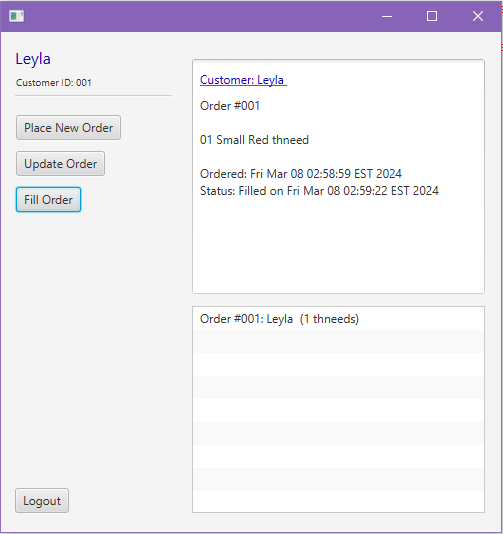 Leyla
Customer ID: 001
Place New Order
Update Order
Fill Order
Logout
Customer: Leyla
Order #001
01 Small Red thneed
Ordered: Fri Mar 08 02:58:59 EST 2024
Status: Filled on Fri Mar 08 02:59:22 EST 2024
Order #001: Leyla  (1 thneeds)